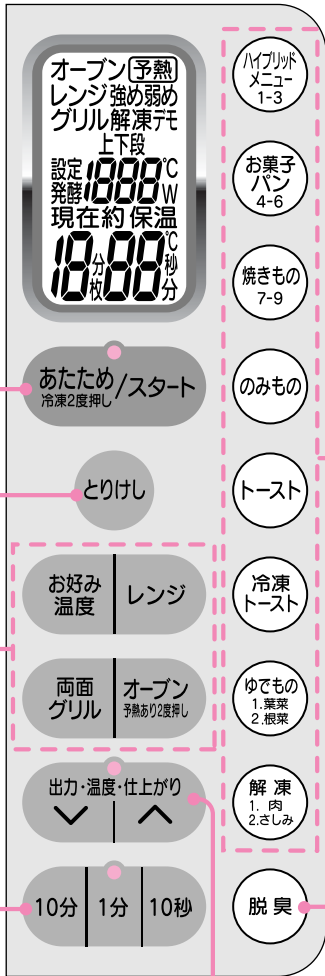 オーブン 予熱
レンジ 強め 弱め
グリル 解凍 デモ
上下段
設定
発酵 1888 ℃
W
現在 約 保温
18 分 枚 88 ℃ 秒 分
あたため/スタート
冷凍2度押し
とりけし
お好み
温度
レンジ
両面
グリル
オーブン
予熱あり2度押し
出力・温度・仕上がり
10分
1分
10秒
ハイブリッド
メニュー
1-3
お菓子
パン
4-6
焼きもの
7-9
のみもの
トースト
冷凍
トースト
ゆでもの
1.葉菜
2.根菜
解凍
1. 肉
2.さしみ
脱臭